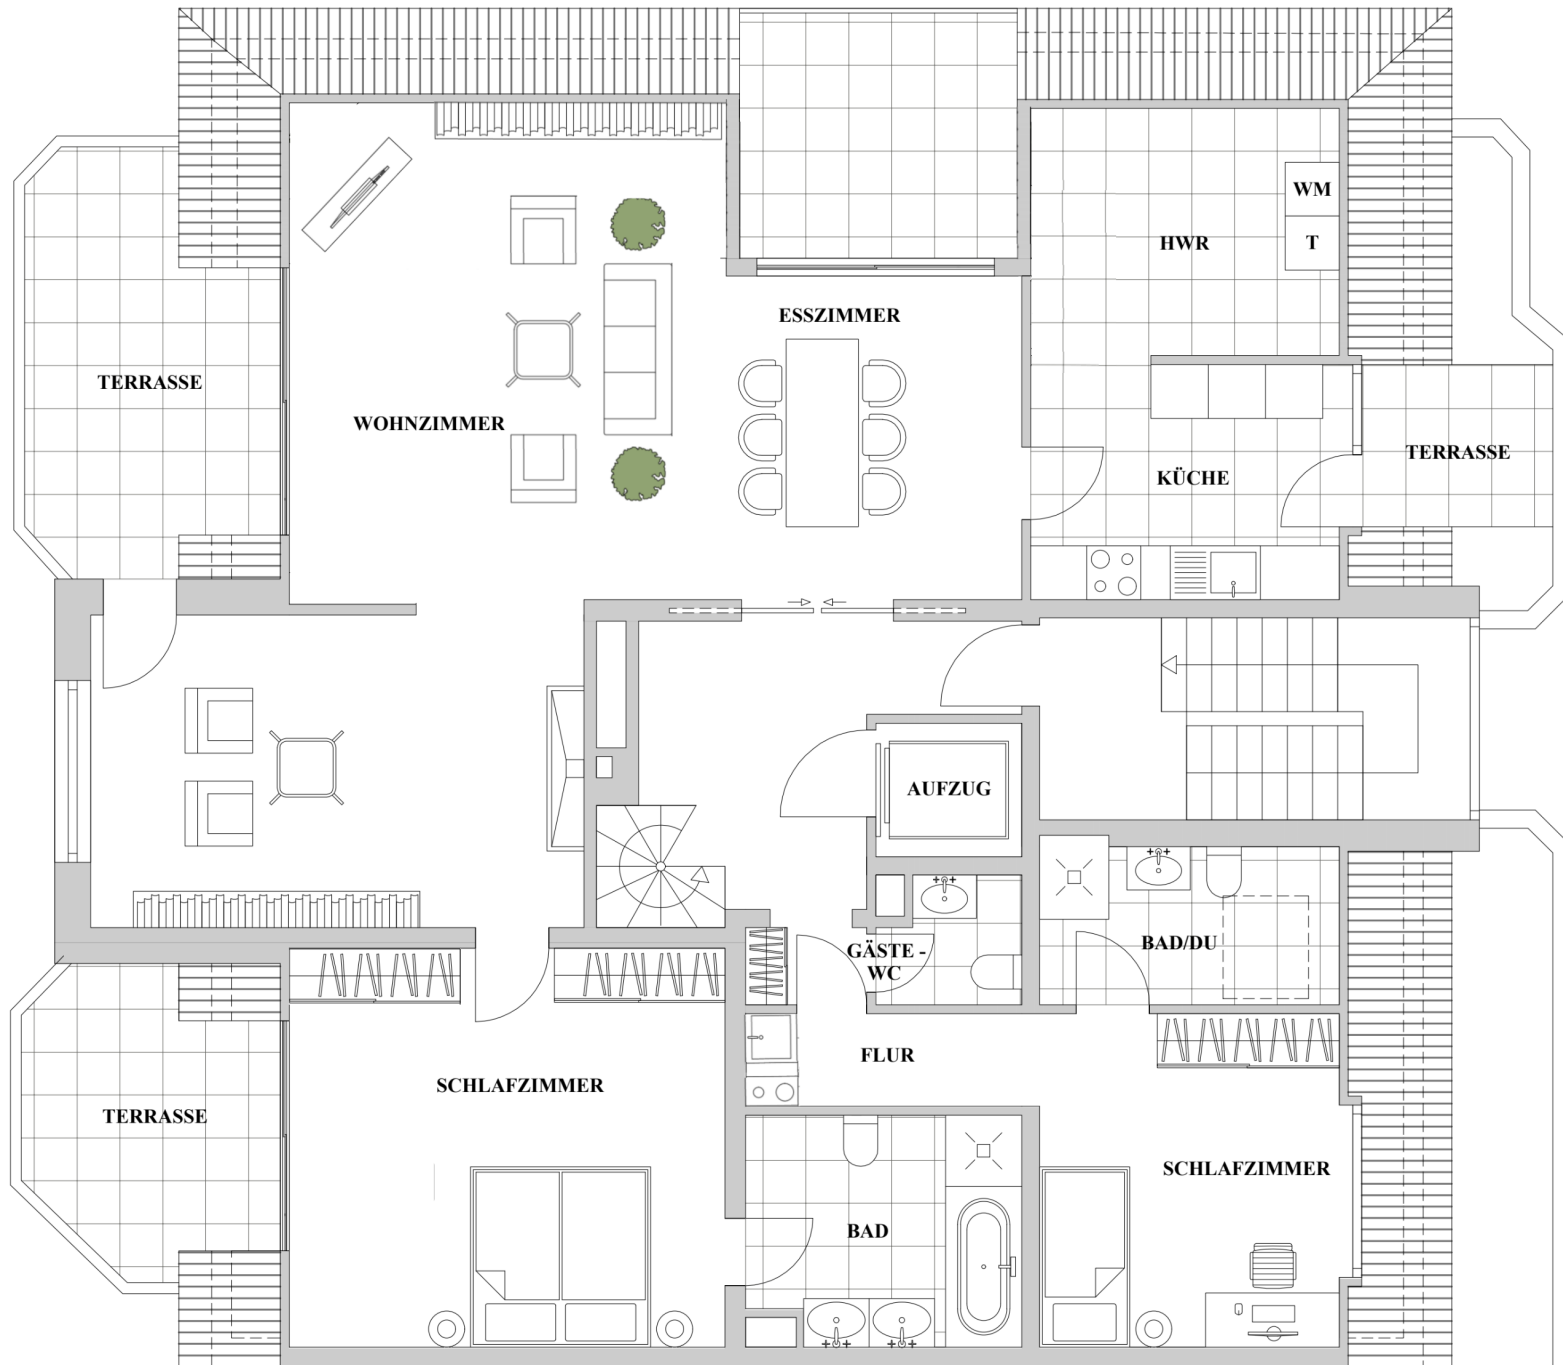 WM
HWR
T
ESSZIMMER
TERRASSE
WOHNZIMMER
TERRASSE
KÜCHE
AUFZUG
BAD/DU
GÄSTE -
WC
FLUR
SCHLAFZIMMER
TERRASSE
SCHLAFZIMMER
BAD